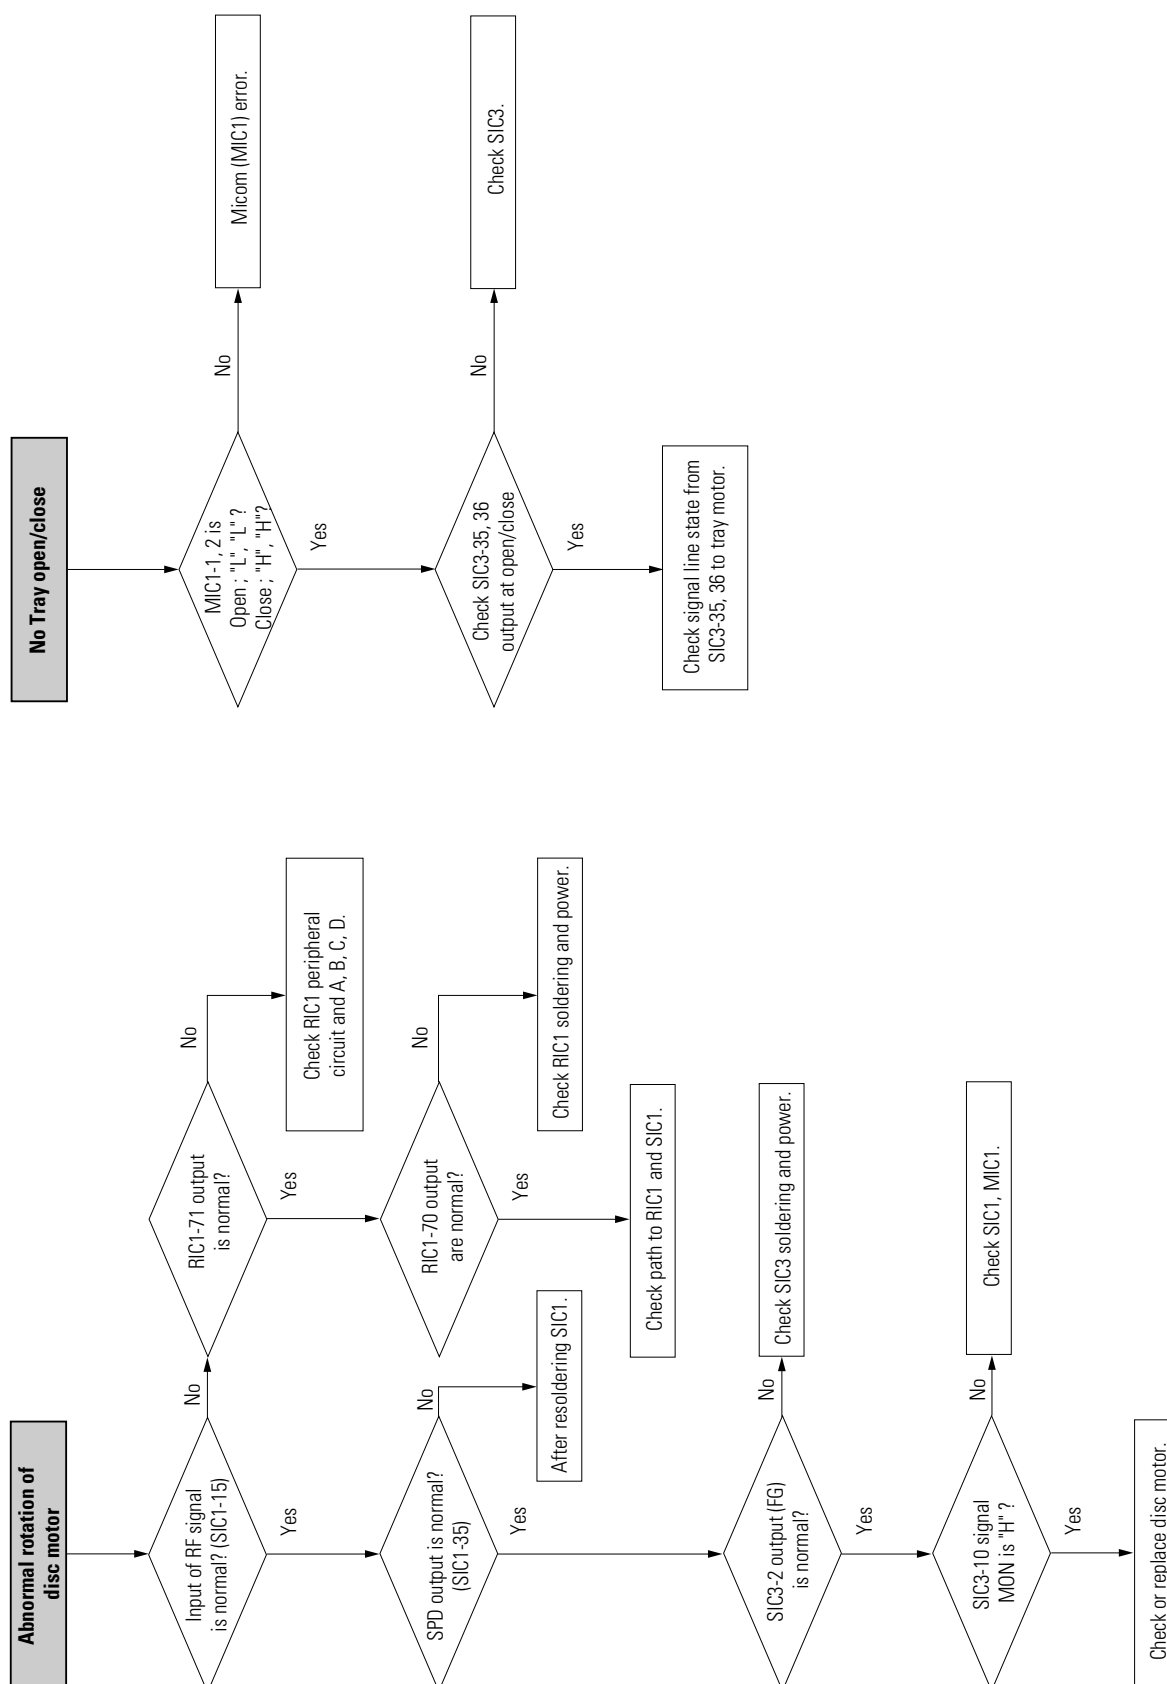 Abnormal rotation of
disc motor
Input of RF signal
is normal? (SIC1-15)
No
Yes
RIC1-71 output
is normal?
No
Yes
Check RIC1 peripheral
circuit and A, B, C, D.
SPD output is normal?
(SIC1-35)
No
Yes
After resoldering SIC1.
RIC1-70 output
are normal?
No
Yes
Check RIC1 soldering and power.
Check path to RIC1 and SIC1.
SIC3-2 output (FG)
is normal?
No
Yes
Check SIC3 soldering and power.
SIC3-10 signal
MON is "H" ?
No
Yes
Check SIC1, MIC1.
Check or replace disc motor.
No Tray open/close
MIC1-1, 2 is
Open ; "L", "L" ?
Close ; "H", "H"?
No
Yes
Micom (MIC1) error.
Check SIC3-35, 36
output at open/close
No
Yes
Check SIC3.
Check signal line state from
SIC3-35, 36 to tray motor.